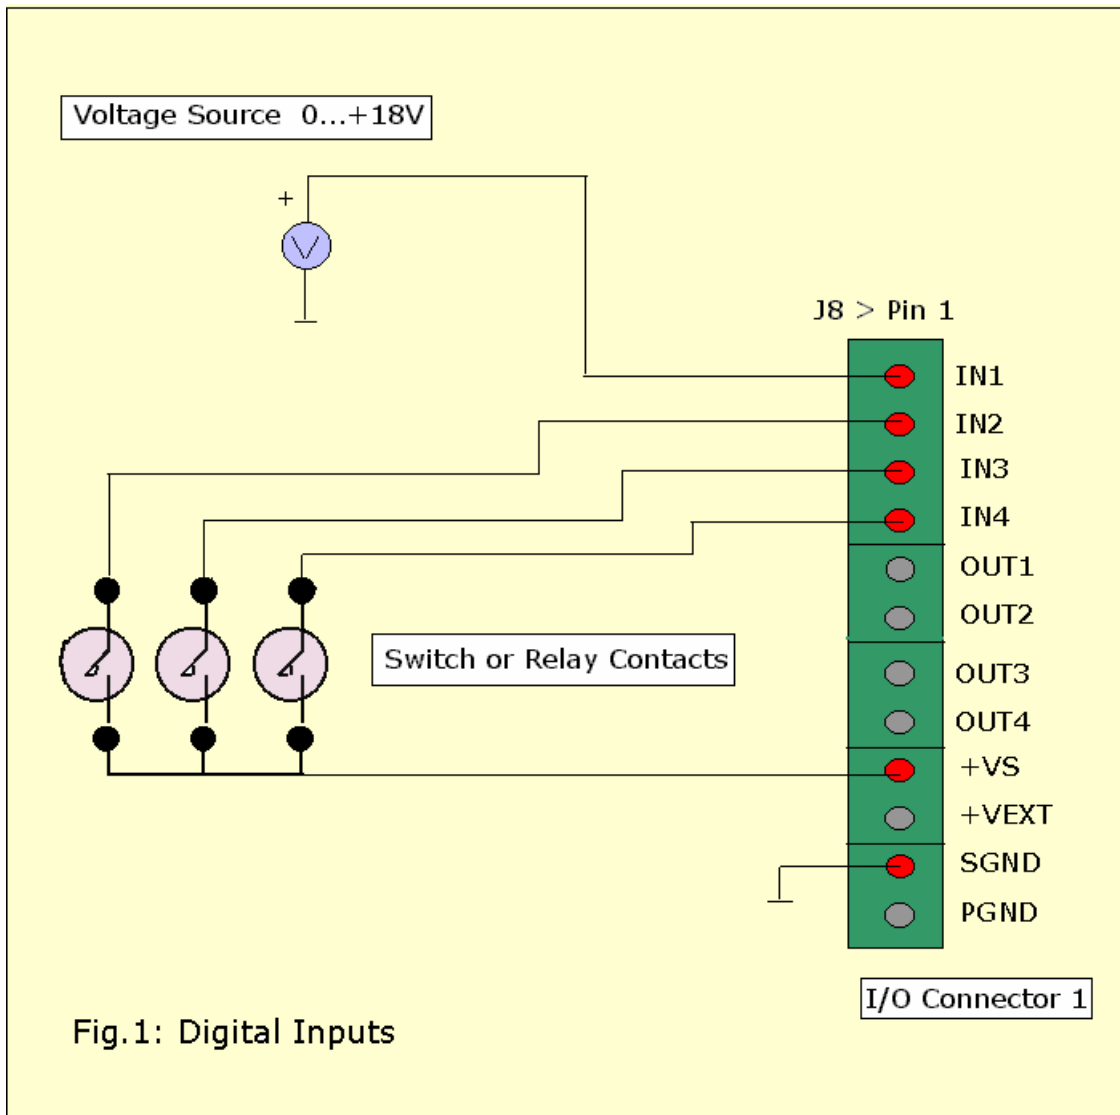 Voltage Source  0...+18V
+
V
J8 > Pin 1
IN1
IN2
IN3
IN4
OUT1
OUT2
Switch or Relay Contacts
OUT3
OUT4
+VS
+VEXT
SGND
PGND
I/O Connector 1
Fig.1: Digital Inputs